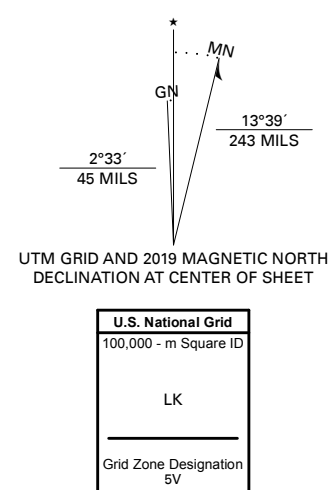 ★
MN
GN
13°39´
243 MILS
2°33´
45 MILS
UTM GRID AND 2019 MAGNETIC NORTH
DECLINATION AT CENTER OF SHEET
U.S. National Grid
100,000 - m Square ID
LK
Grid Zone Designation
5V